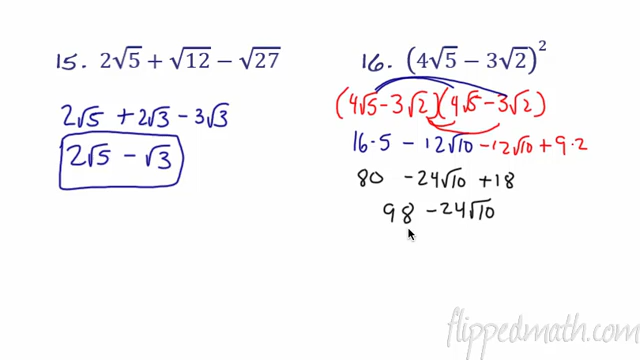 15. 2√5 + √12 − √27
2√5 + 2√3 − 3√3
2√5 − √3
16. (4√5 − 3√2)²
(4√5 − 3√2)(4√5 − 3√2)
16·5 − 12√10 − 12√10 + 9·2
80 − 24√10 + 18
98 − 24√10
flippedmath.com